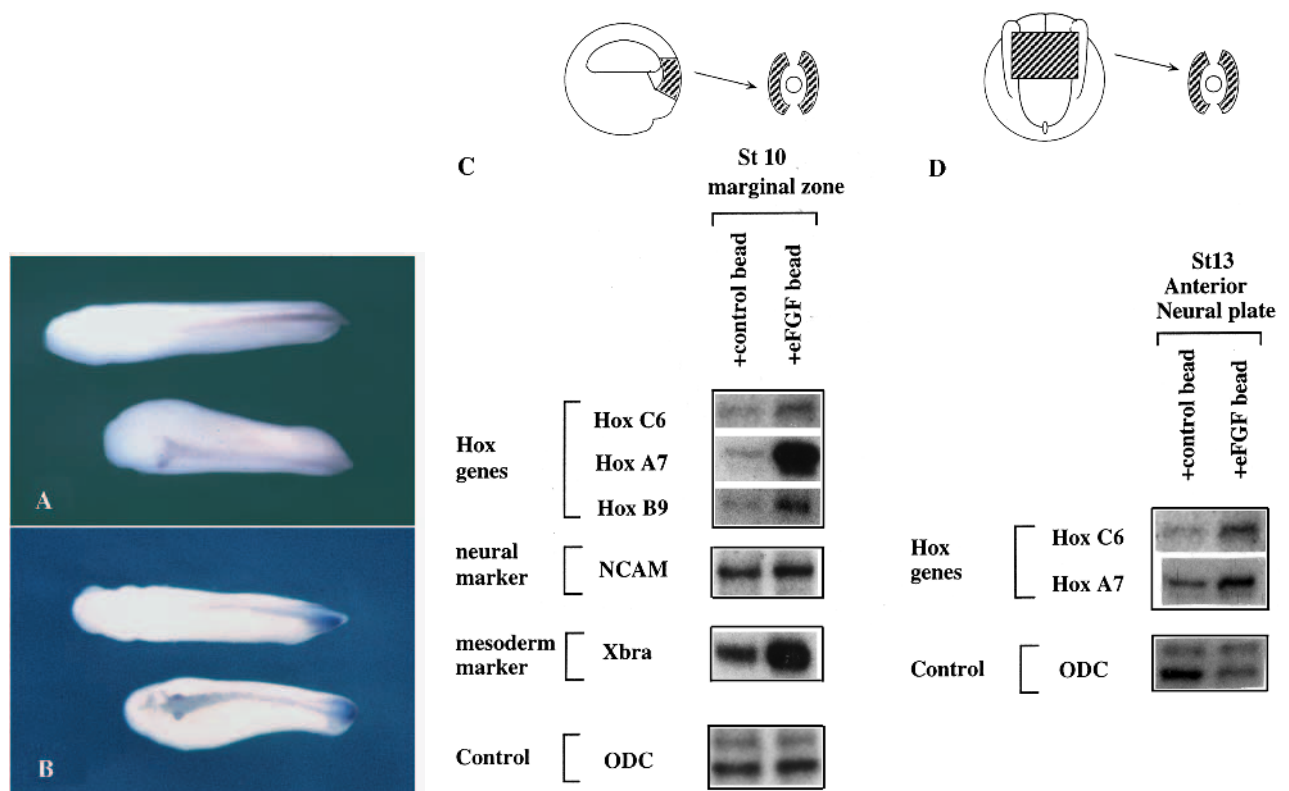 C
St 10
marginal zone
+control bead
+eFGF bead
Hox
genes
Hox C6
Hox A7
Hox B9
neural
marker
NCAM
mesoderm
marker
Xbra
Control
ODC
D
St13
Anterior
Neural plate
+control bead
+eFGF bead
Hox
genes
Hox C6
Hox A7
Control
ODC
A
B